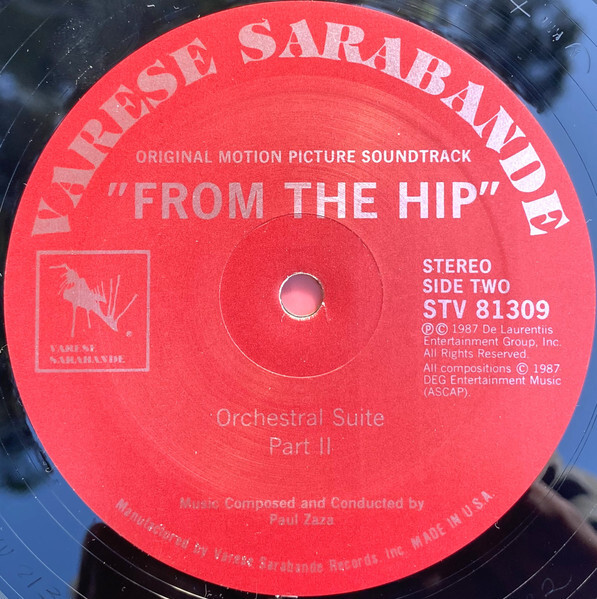 VARESE SARABANDE
ORIGINAL MOTION PICTURE SOUNDTRACK
"FROM THE HIP"
VARESE
SARABANDE
STEREO
SIDE TWO
STV 81309
℗© 1987 De Laurentiis
Entertainment Group, Inc.
All Rights Reserved.
All compositions © 1987
DEG Entertainment Music
(ASCAP).
Orchestral Suite
Part II
Music Composed and Conducted by
Paul Zaza
Manufactured by Varese Sarabande Records, Inc. MADE IN U.S.A.